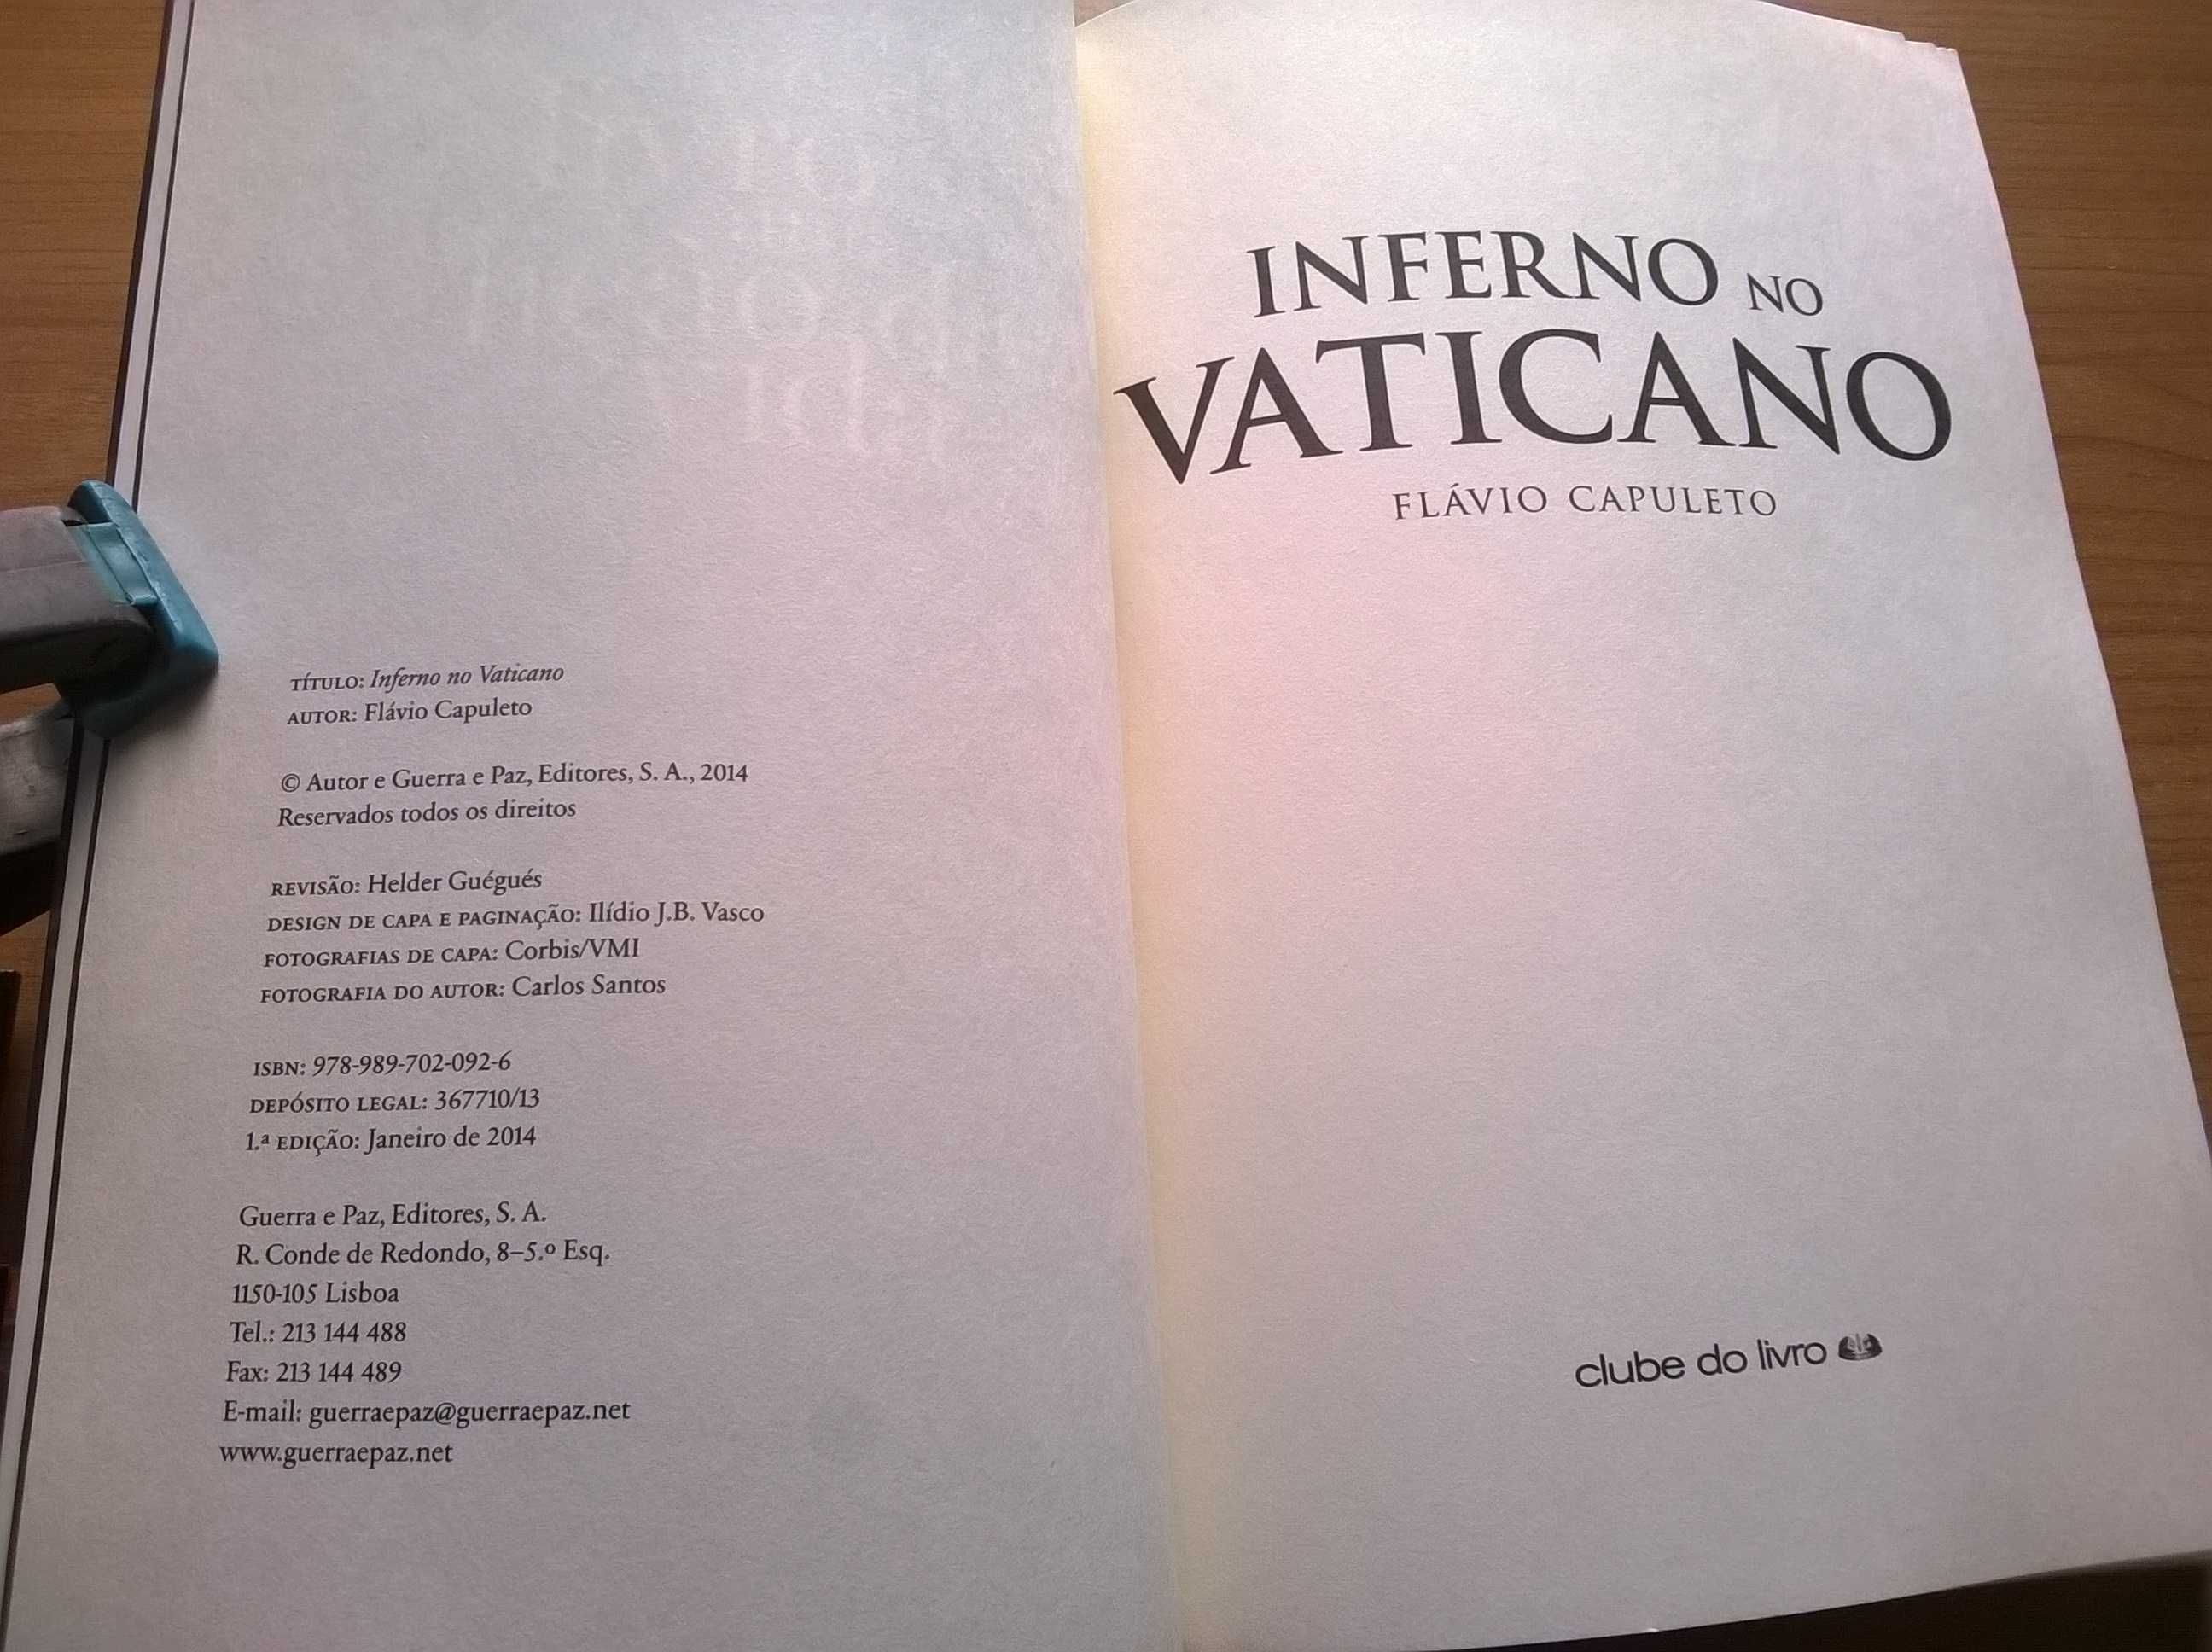 TÍTULO: Inferno no Vaticano
AUTOR: Flávio Capuleto
© Autor e Guerra e Paz, Editores, S. A., 2014
Reservados todos os direitos
REVISÃO: Helder Guégués
DESIGN DE CAPA E PAGINAÇÃO: Ilídio J.B. Vasco
FOTOGRAFIAS DE CAPA: Corbis/VMI
FOTOGRAFIA DO AUTOR: Carlos Santos
ISBN: 978-989-702-092-6
DEPÓSITO LEGAL: 367710/13
1.ª EDIÇÃO: Janeiro de 2014
Guerra e Paz, Editores, S. A.
R. Conde de Redondo, 8–5.º Esq.
1150-105 Lisboa
Tel.: 213 144 488
Fax: 213 144 489
E-mail: guerraepaz@guerraepaz.net
www.guerraepaz.net
INFERNO NO
VATICANO
FLÁVIO CAPULETO
clube do livro